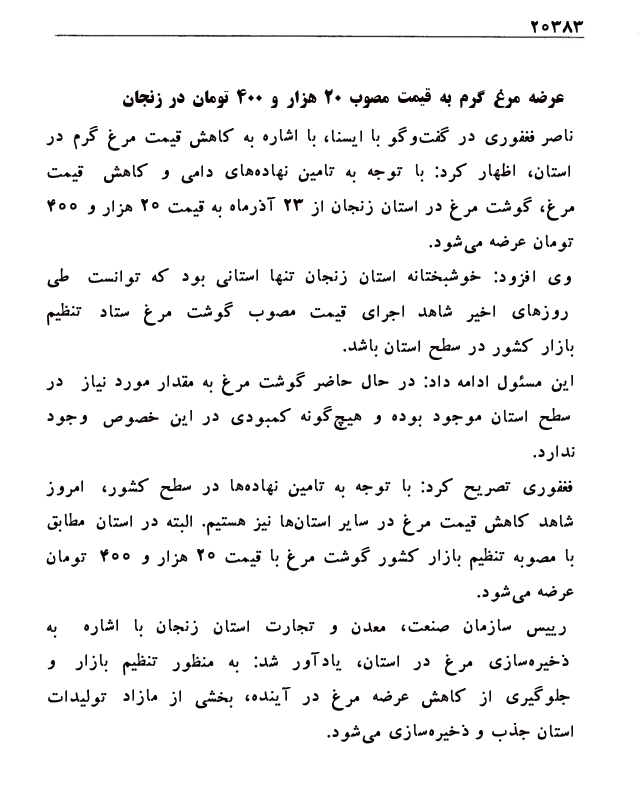 ۲۰۳۸۳
عرضه مرغ گرم به قیمت مصوب ۲۰ هزار و ۴۰۰ تومان در زنجان
ناصر فغفوری در گفت‌وگو با ایسنا، با اشاره به کاهش قیمت مرغ گرم در
استان، اظهار کرد: با توجه به تامین نهاده‌های دامی و کاهش قیمت
مرغ، گوشت مرغ در استان زنجان از ۲۳ آذرماه به قیمت ۲۰ هزار و ۴۰۰
تومان عرضه می‌شود.
وی افزود: خوشبختانه استان زنجان تنها استانی بود که توانست طی
روزهای اخیر شاهد اجرای قیمت مصوب گوشت مرغ ستاد تنظیم
بازار کشور در سطح استان باشد.
این مسئول ادامه داد: در حال حاضر گوشت مرغ به مقدار مورد نیاز در
سطح استان موجود بوده و هیچ‌گونه کمبودی در این خصوص وجود
ندارد.
فغفوری تصریح کرد: با توجه به تامین نهاده‌ها در سطح کشور، امروز
شاهد کاهش قیمت مرغ در سایر استان‌ها نیز هستیم. البته در استان مطابق
با مصوبه تنظیم بازار کشور گوشت مرغ با قیمت ۲۰ هزار و ۴۰۰ تومان
عرضه می‌شود.
رییس سازمان صنعت، معدن و تجارت استان زنجان با اشاره به
ذخیره‌سازی مرغ در استان، یادآور شد: به منظور تنظیم بازار و
جلوگیری از کاهش عرضه مرغ در آینده، بخشی از مازاد تولیدات
استان جذب و ذخیره‌سازی می‌شود.